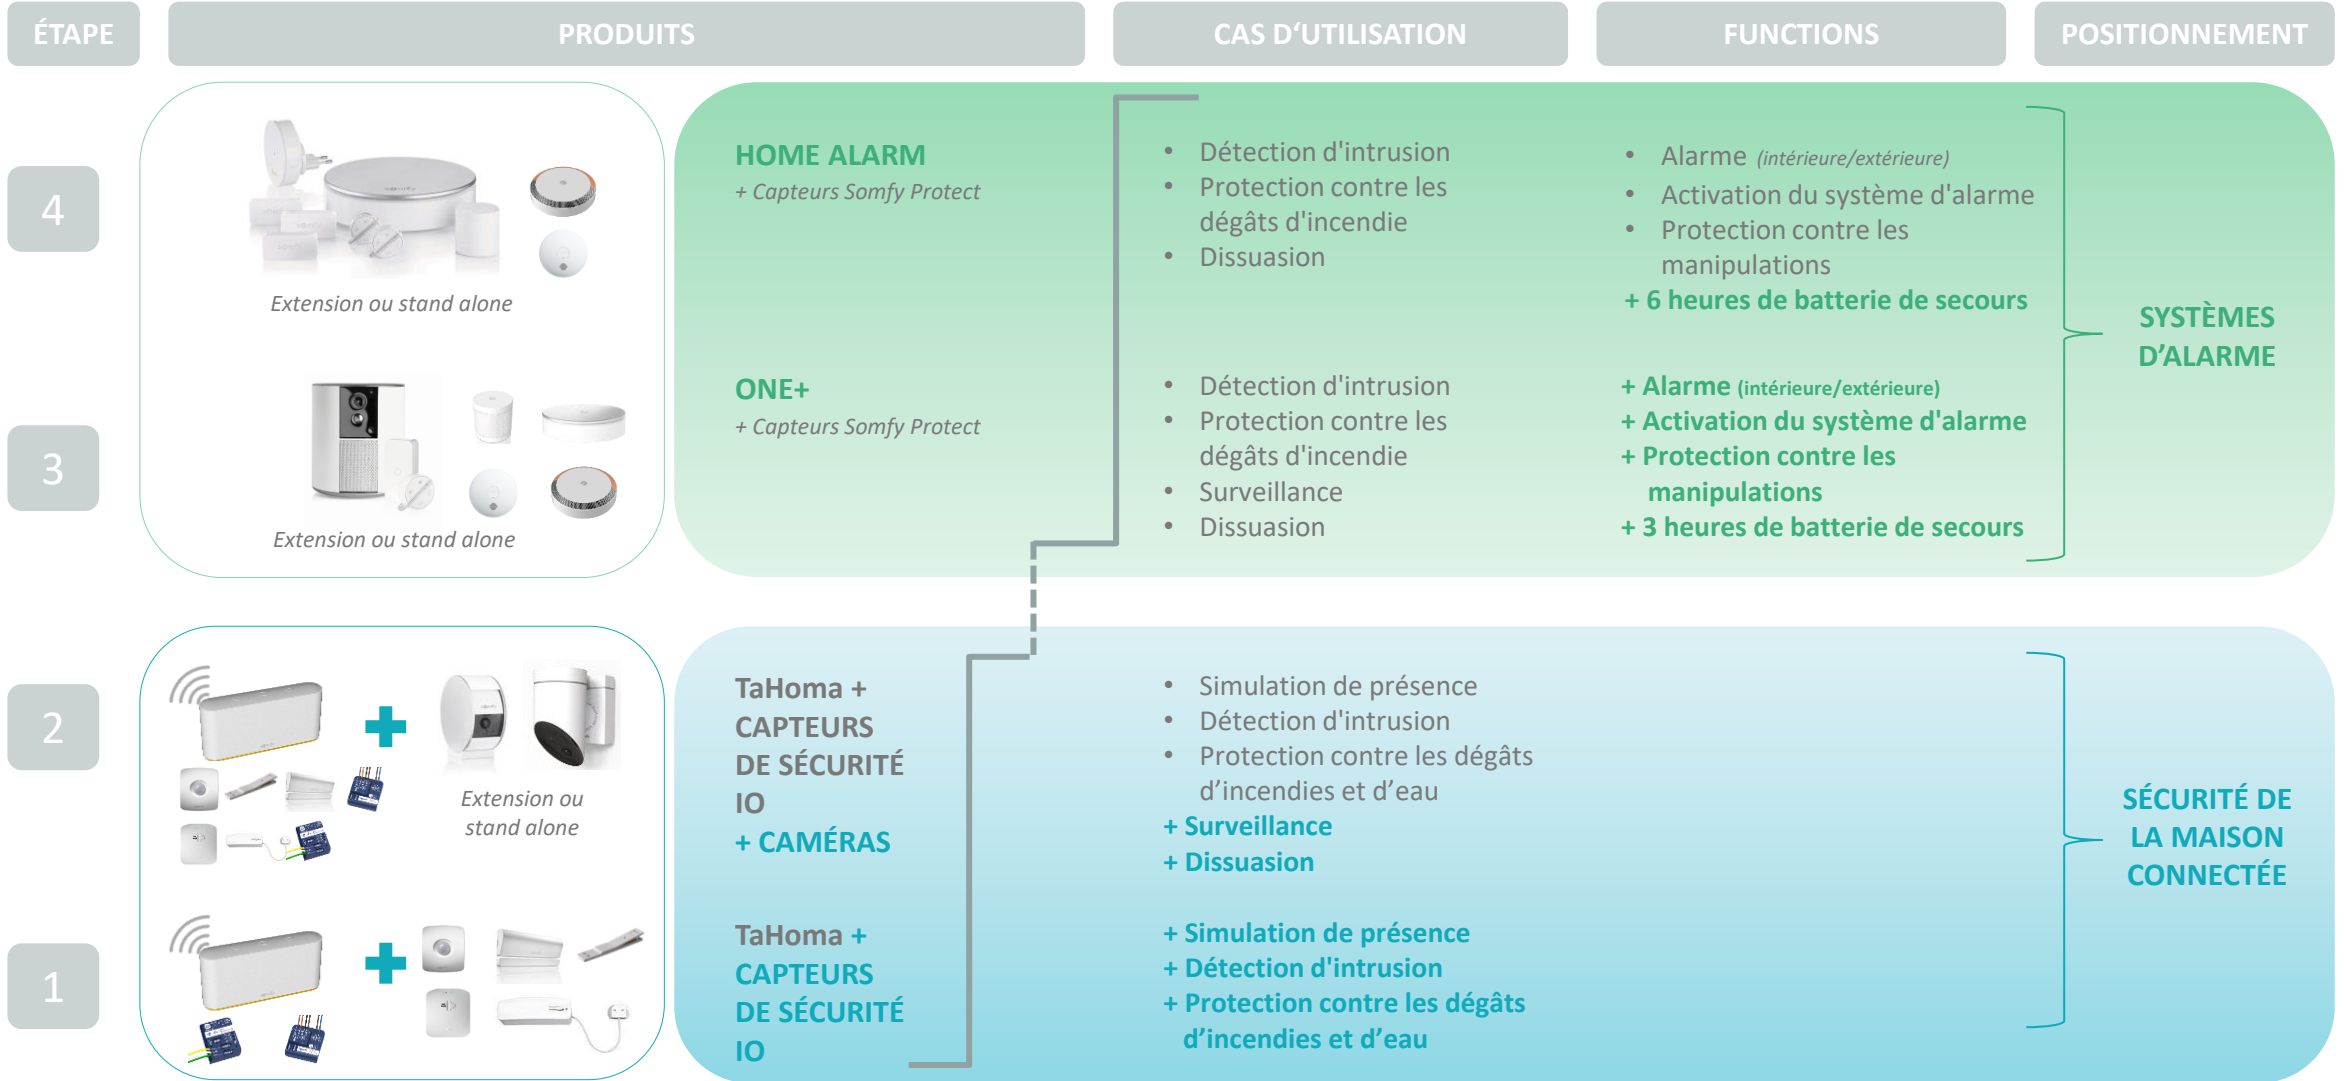 ÉTAPE
PRODUITS
CAS D‘UTILISATION
FUNCTIONS
POSITIONNEMENT
4
Extension ou stand alone
HOME ALARM
+ Capteurs Somfy Protect
• Détection d'intrusion
• Protection contre les
dégâts d'incendie
• Dissuasion
• Alarme (intérieure/extérieure)
• Activation du système d'alarme
• Protection contre les
manipulations
+ 6 heures de batterie de secours
SYSTÈMES
D’ALARME
3
Extension ou stand alone
ONE+
+ Capteurs Somfy Protect
• Détection d'intrusion
• Protection contre les
dégâts d'incendie
• Surveillance
• Dissuasion
+ Alarme (intérieure/extérieure)
+ Activation du système d'alarme
+ Protection contre les
manipulations
+ 3 heures de batterie de secours
2
Extension ou
stand alone
TaHoma +
CAPTEURS
DE SÉCURITÉ
IO
+ CAMÉRAS
• Simulation de présence
• Détection d'intrusion
• Protection contre les dégâts
d’incendies et d’eau
+ Surveillance
+ Dissuasion
SÉCURITÉ DE
LA MAISON
CONNECTÉE
1
TaHoma +
CAPTEURS
DE SÉCURITÉ
IO
+ Simulation de présence
+ Détection d'intrusion
+ Protection contre les dégâts
d’incendies et d’eau